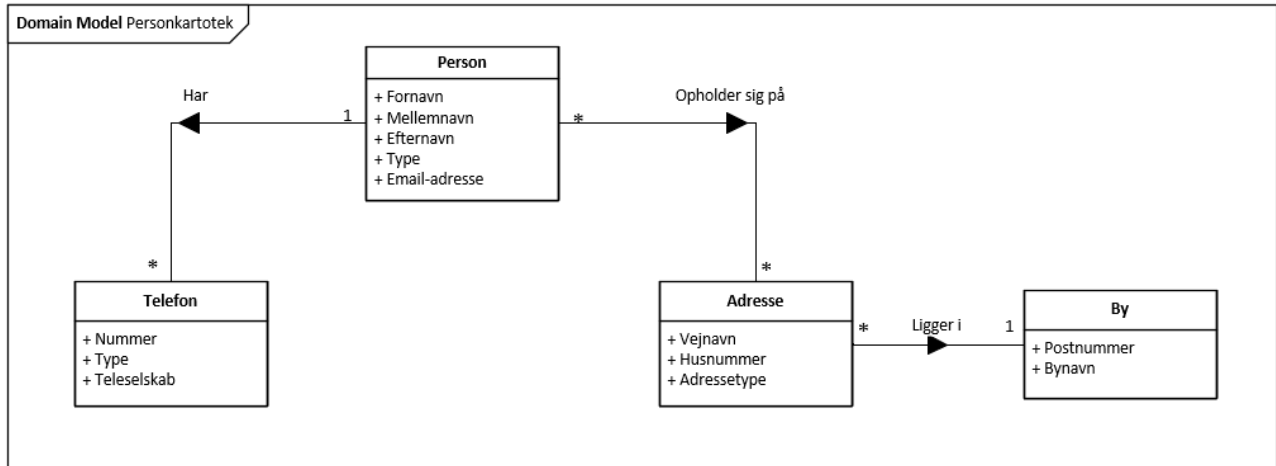 Domain Model Personkartotek
Person
+ Fornavn
+ Mellemnavn
+ Efternavn
+ Type
+ Email-adresse
Har
1
*
Opholder sig på
*
*
Telefon
+ Nummer
+ Type
+ Teleselskab
Adresse
+ Vejnavn
+ Husnummer
+ Adressetype
*
Ligger i
1
By
+ Postnummer
+ Bynavn